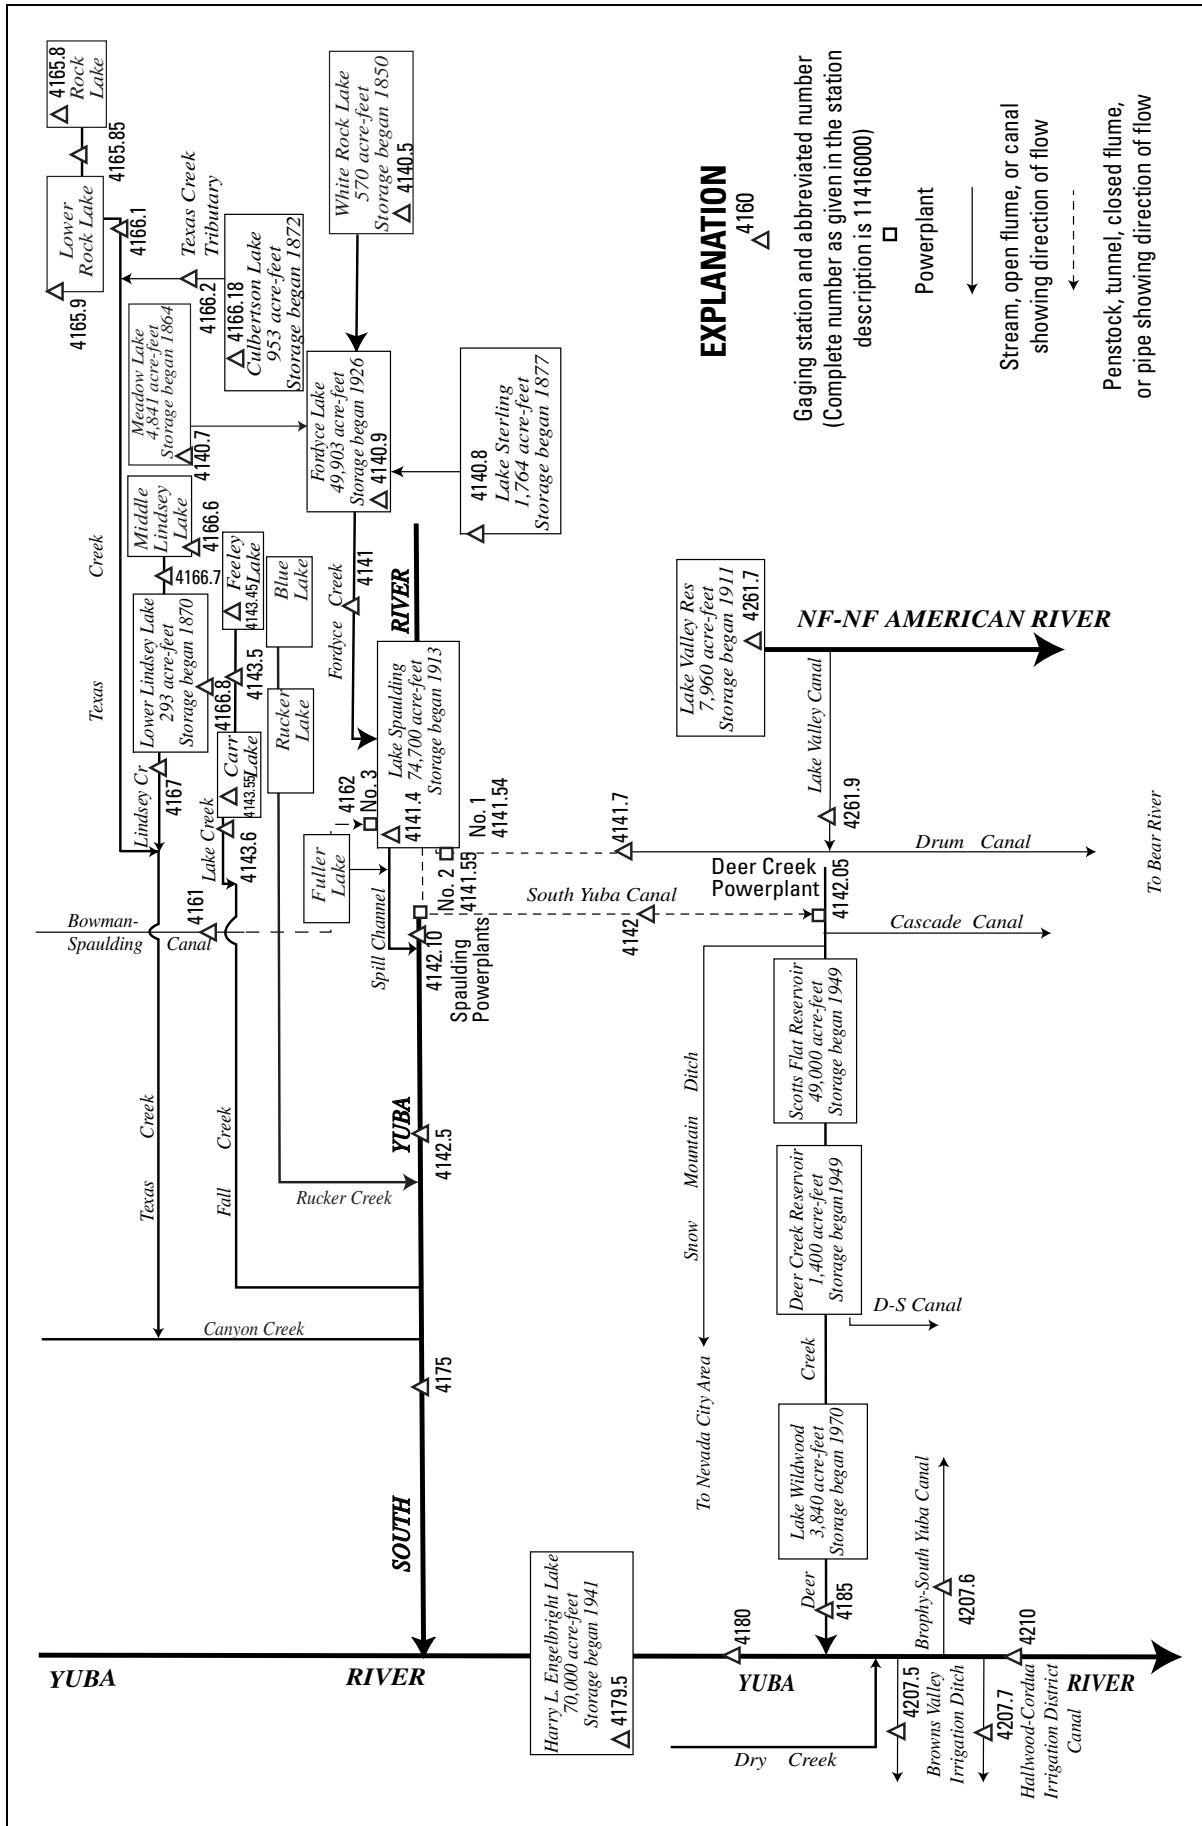 4165.8
Rock
Lake
4165.85
Lower
Rock Lake
4165.9
4166.1
Texas Creek
Tributary
4166.2
4166.18
Culbertson Lake
953 acre-feet
Storage began 1872
White Rock Lake
570 acre-feet
Storage began 1850
4140.5
Meadow Lake
4,841 acre-feet
Storage began 1864
4140.7
Fordyce Lake
49,903 acre-feet
Storage began 1926
4140.9
4140.8
Lake Sterling
1,764 acre-feet
Storage began 1877
Creek
Texas
Middle
Lindsey
Lake
4166.6
4166.7
Lower Lindsey Lake
293 acre-feet
Storage began 1870
4166.8
Lindsey Cr
4167
Feeley
4143.45
Lake
4143.5
Carr
4143.55
Lake
Lake Creek
4143.6
Blue
Lake
Rucker
Lake
Fordyce Creek
4141
RIVER
Lake Spaulding
74,700 acre-feet
Storage began 1913
4141.4
4162
No. 3
Fuller
Lake
No. 1
4141.54
No. 2
4141.55
4161
Bowman-
Spaulding Canal
Spill Channel
4142.10
Spaulding
Powerplants
South Yuba Canal
4142
4141.7
Deer Creek
Powerplant
4142.05
Lake Valley Res
7,960 acre-feet
Storage began 1911
4261.7
NF-NF AMERICAN RIVER
Lake Valley Canal
4261.9
Drum Canal
To Bear River
Cascade Canal
Texas Creek
Fall Creek
Rucker Creek
YUBA
4142.5
Canyon Creek
4175
SOUTH
Snow Mountain Ditch
To Nevada City Area
Scotts Flat Reservoir
49,000 acre-feet
Storage began 1949
Deer Creek Reservoir
1,400 acre-feet
Storage began1949
D-S Canal
Creek
Lake Wildwood
3,840 acre-feet
Storage began 1970
Deer
4185
YUBA
RIVER
Harry L. Engelbright Lake
70,000 acre-feet
Storage began 1941
4179.5
4180
YUBA
Dry Creek
Brophy-South Yuba Canal
4207.6
4207.5
Browns Valley
Irrigation Ditch
4207.7
Hallwood-Cordua
Irrigation District
Canal
4210
RIVER
EXPLANATION
4160
Gaging station and abbreviated number
(Complete number as given in the station
description is 11416000)
Powerplant
Stream, open flume, or canal
showing direction of flow
Penstock, tunnel, closed flume,
or pipe showing direction of flow